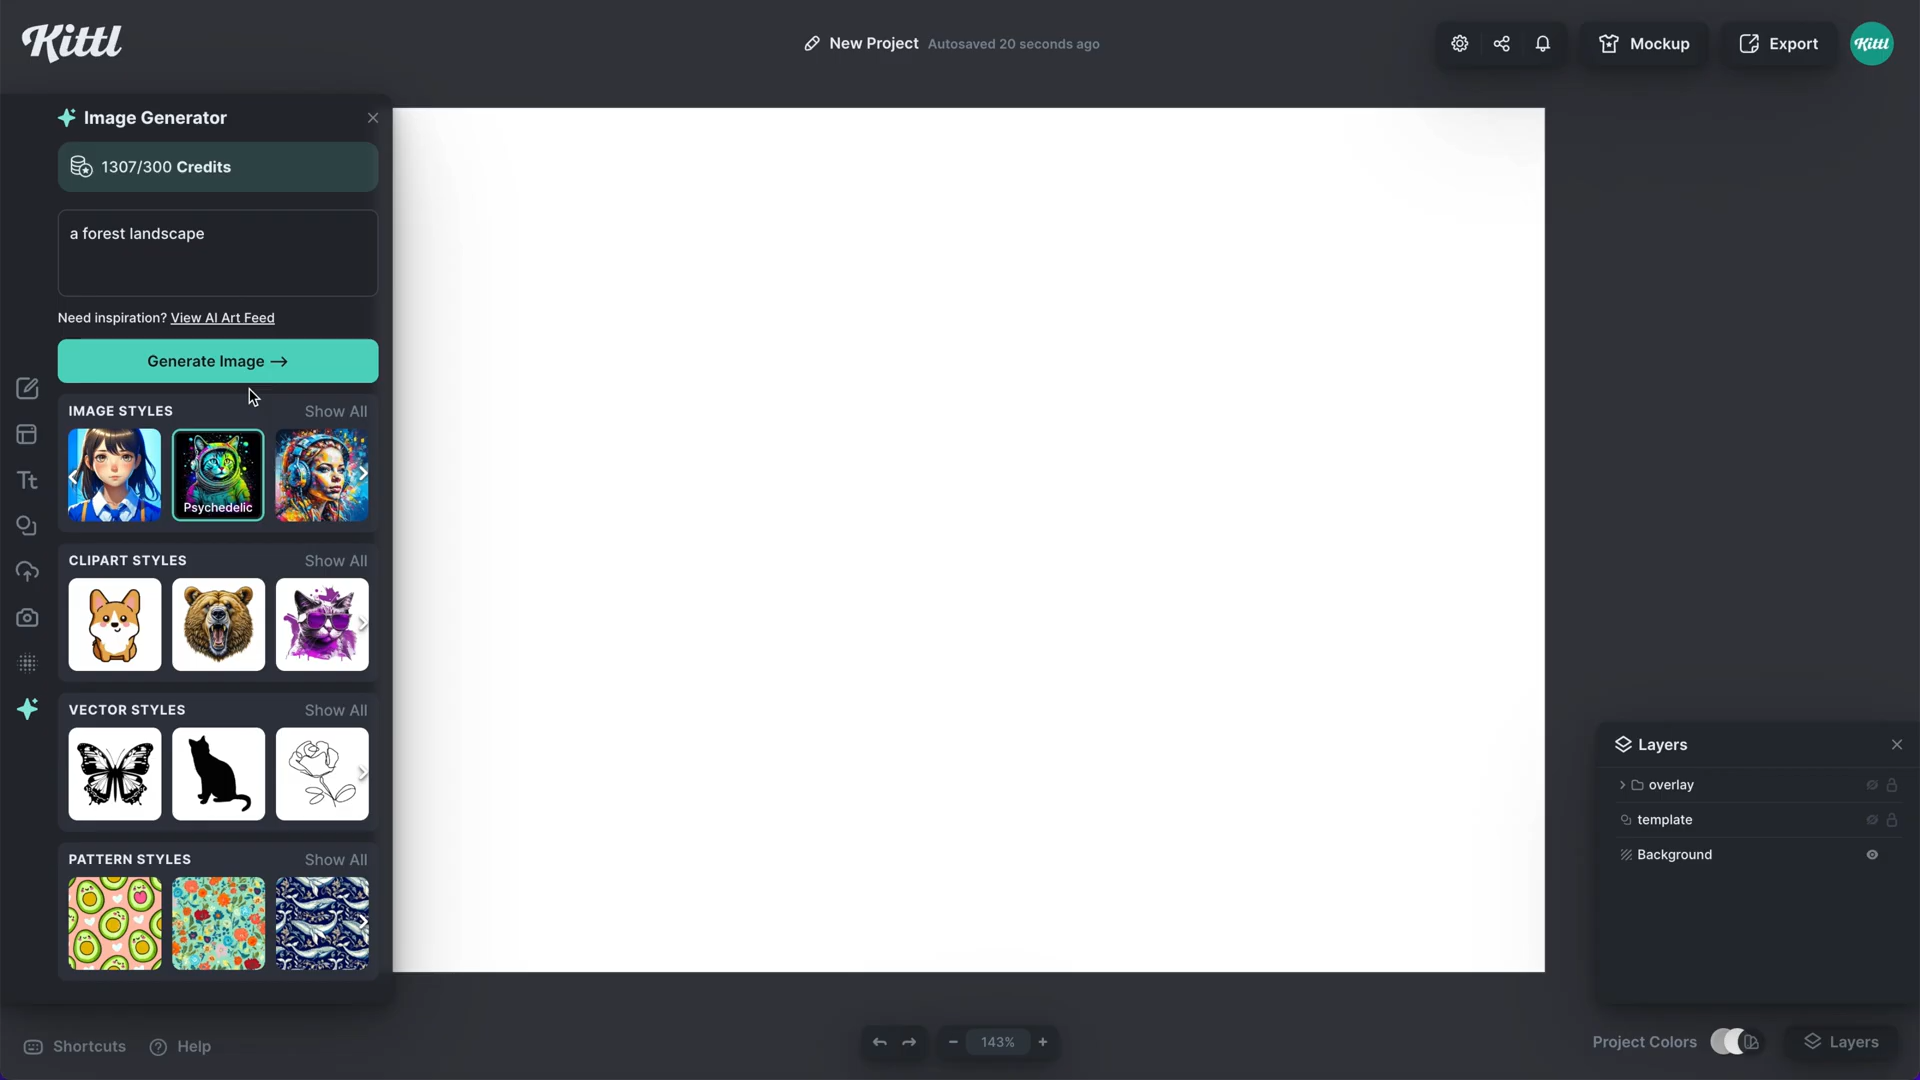 Kittl
New Project Autosaved 20 seconds ago
Mockup
Export
Kittl
Image Generator
1307/300 Credits
a forest landscape
Need inspiration? View AI Art Feed
Generate Image →
IMAGE STYLES Show All
Psychedelic
CLIPART STYLES Show All
VECTOR STYLES Show All
PATTERN STYLES Show All
Tt
Layers
overlay
template
Background
Shortcuts
Help
143%
Project Colors
Layers